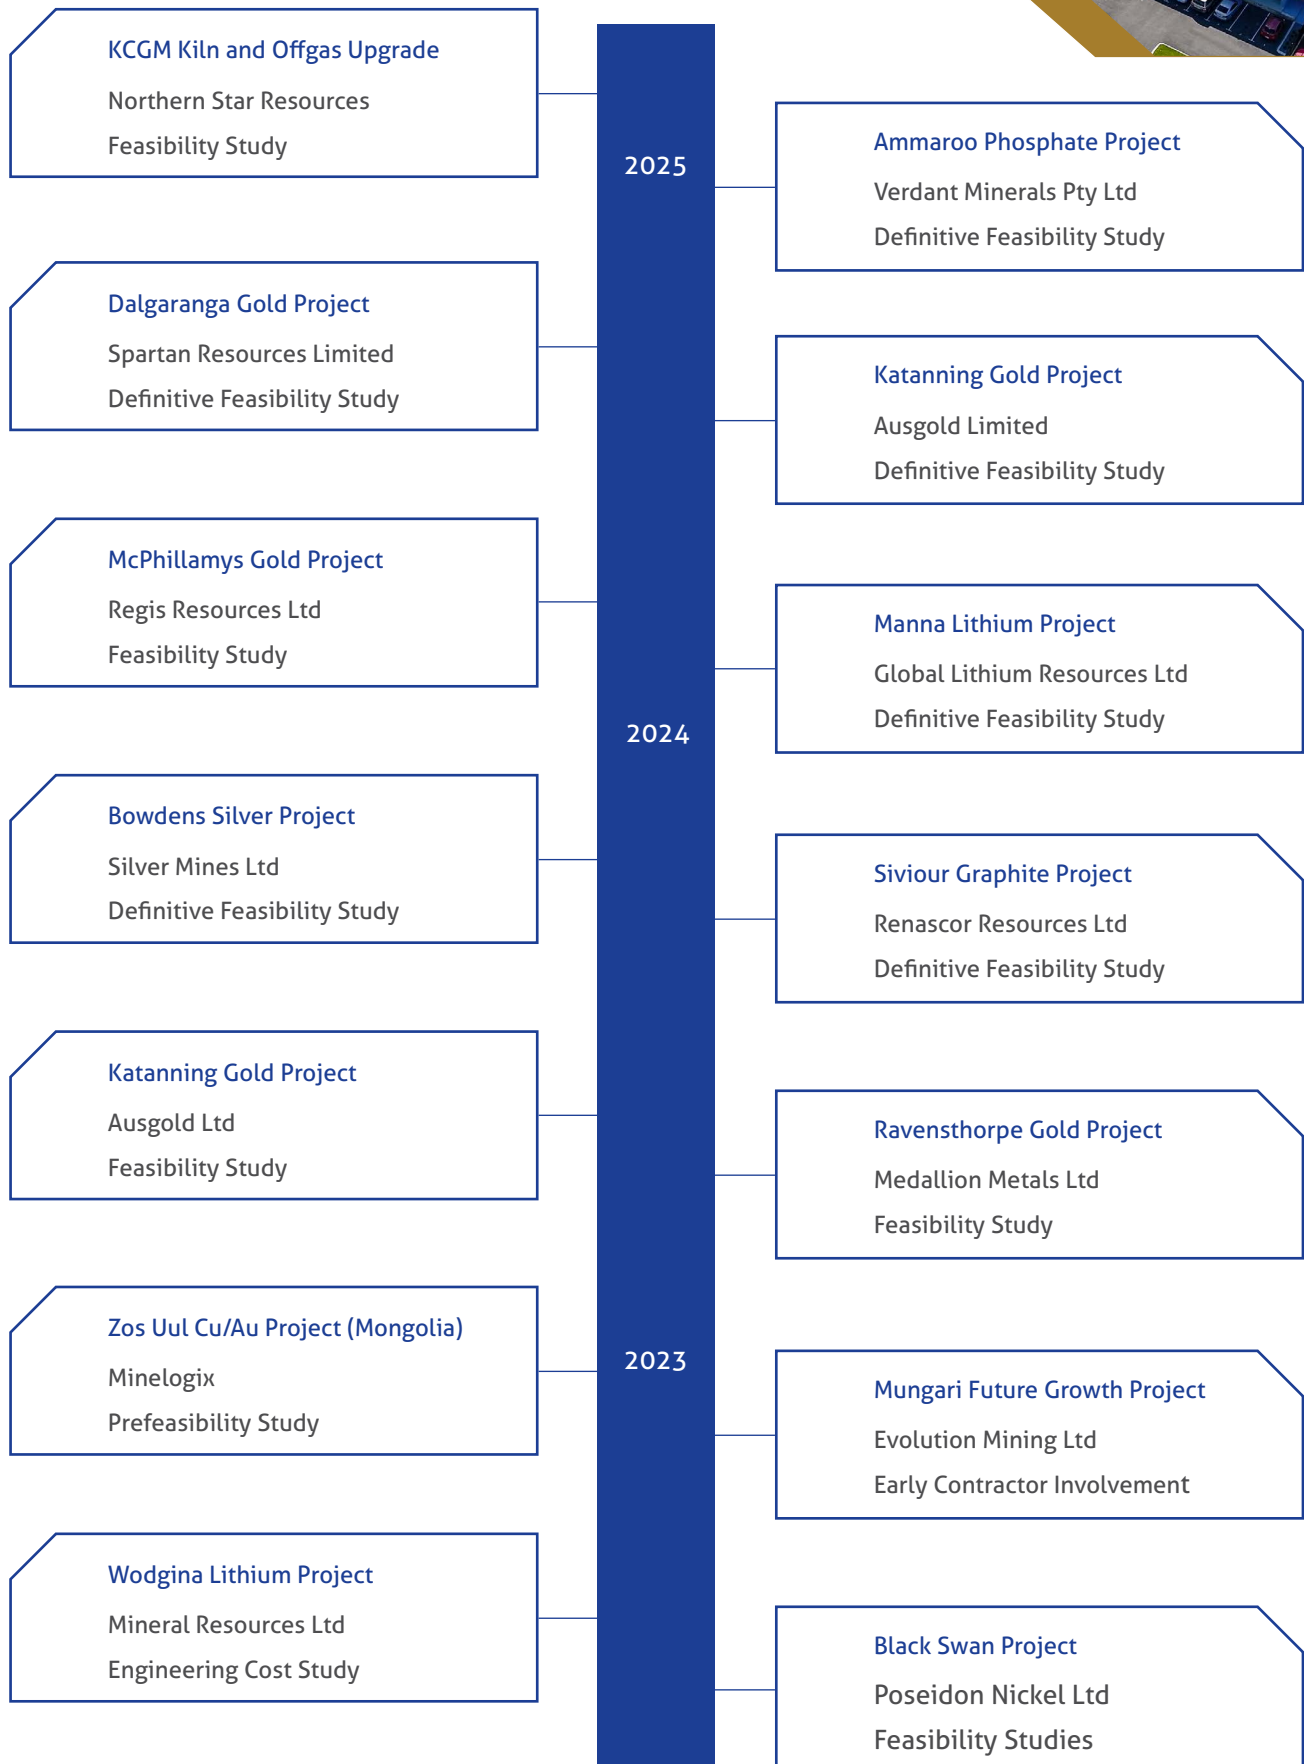 KCGM Kiln and Offgas Upgrade
Northern Star Resources
Feasibility Study
2025
Ammaroo Phosphate Project
Verdant Minerals Pty Ltd
Definitive Feasibility Study
Dalgaranga Gold Project
Spartan Resources Limited
Definitive Feasibility Study
Katanning Gold Project
Ausgold Limited
Definitive Feasibility Study
McPhillamys Gold Project
Regis Resources Ltd
Feasibility Study
Manna Lithium Project
Global Lithium Resources Ltd
Definitive Feasibility Study
2024
Bowdens Silver Project
Silver Mines Ltd
Definitive Feasibility Study
Siviour Graphite Project
Renascor Resources Ltd
Definitive Feasibility Study
Katanning Gold Project
Ausgold Ltd
Feasibility Study
Ravensthorpe Gold Project
Medallion Metals Ltd
Feasibility Study
Zos Uul Cu/Au Project (Mongolia)
Minelogix
Prefeasibility Study
2023
Mungari Future Growth Project
Evolution Mining Ltd
Early Contractor Involvement
Wodgina Lithium Project
Mineral Resources Ltd
Engineering Cost Study
Black Swan Project
Poseidon Nickel Ltd
Feasibility Studies